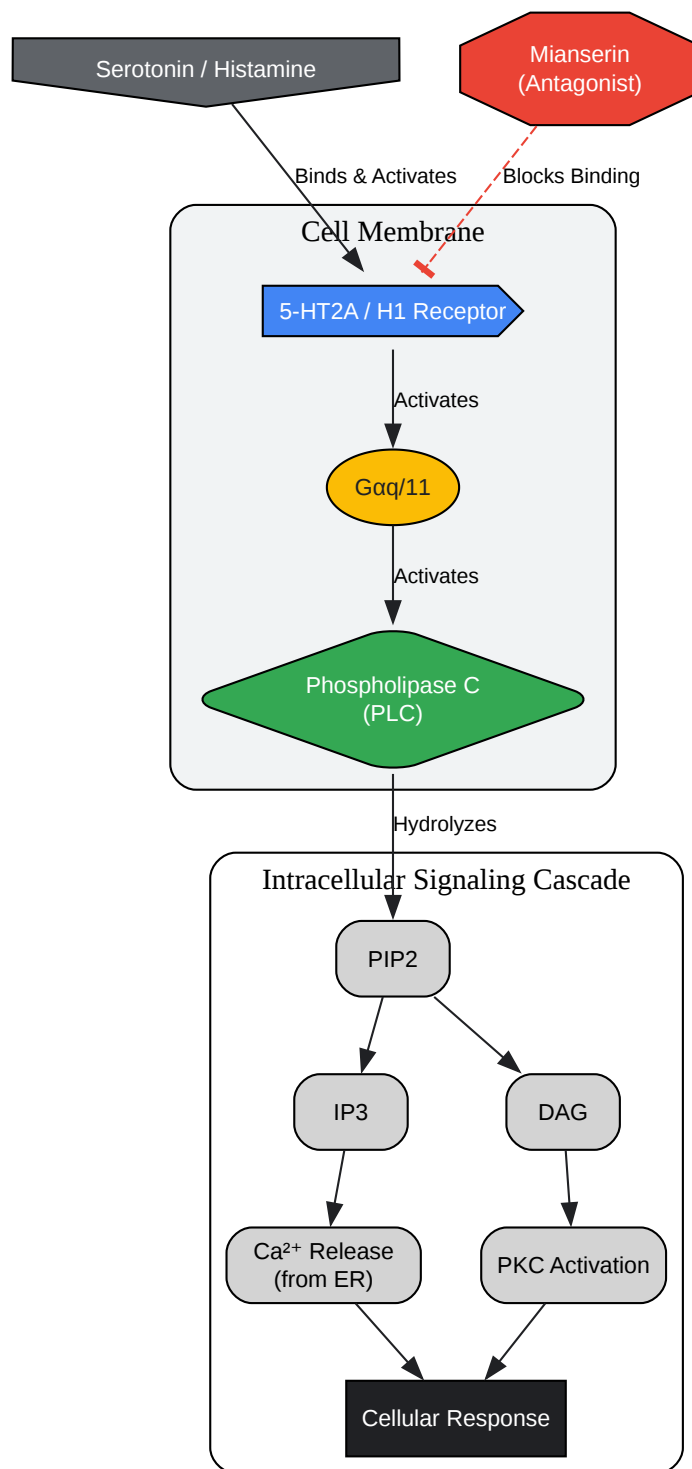 Serotonin / Histamine
Mianserin
(Antagonist)
Binds & Activates
Blocks Binding
Cell Membrane
5-HT2A / H1 Receptor
Activates
Gαq/11
Activates
Phospholipase C
(PLC)
Hydrolyzes
Intracellular Signaling Cascade
PIP2
IP3
DAG
Ca²⁺ Release
(from ER)
PKC Activation
Cellular Response